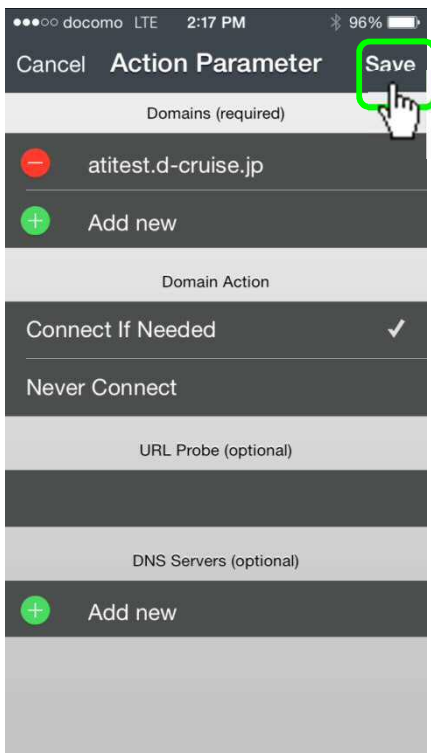 docomo LTE 2:17 PM 96%
Cancel Action Parameter Save
Domains (required)
atitest.d-cruise.jp
Add new
Domain Action
Connect If Needed
Never Connect
URL Probe (optional)
DNS Servers (optional)
Add new